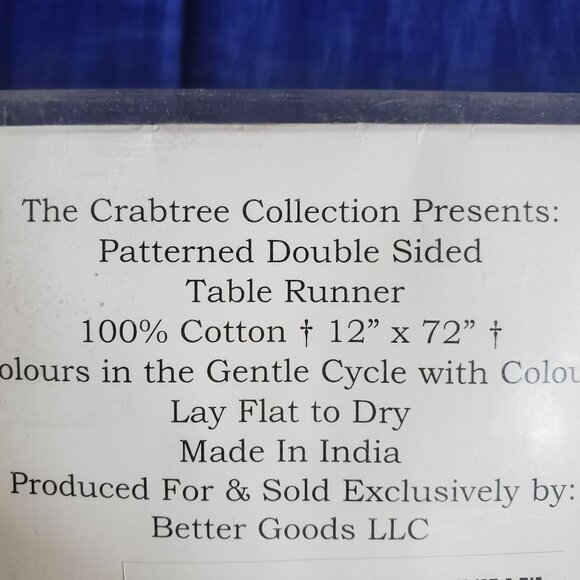 The Crabtree Collection Presents:
Patterned Double Sided
Table Runner
100% Cotton † 12” x 72” †
olours in the Gentle Cycle with Colou
Lay Flat to Dry
Made In India
Produced For & Sold Exclusively by:
Better Goods LLC